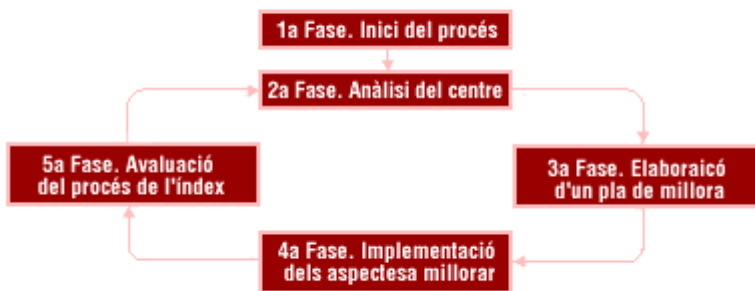 1a Fase. Inici del procés
2a Fase. Anàlisi del centre
3a Fase. Elaboraicó
d'un pla de millora
4a Fase. Implementació
dels aspectesa millorar
5a Fase. Avaluació
del procés de l'índex